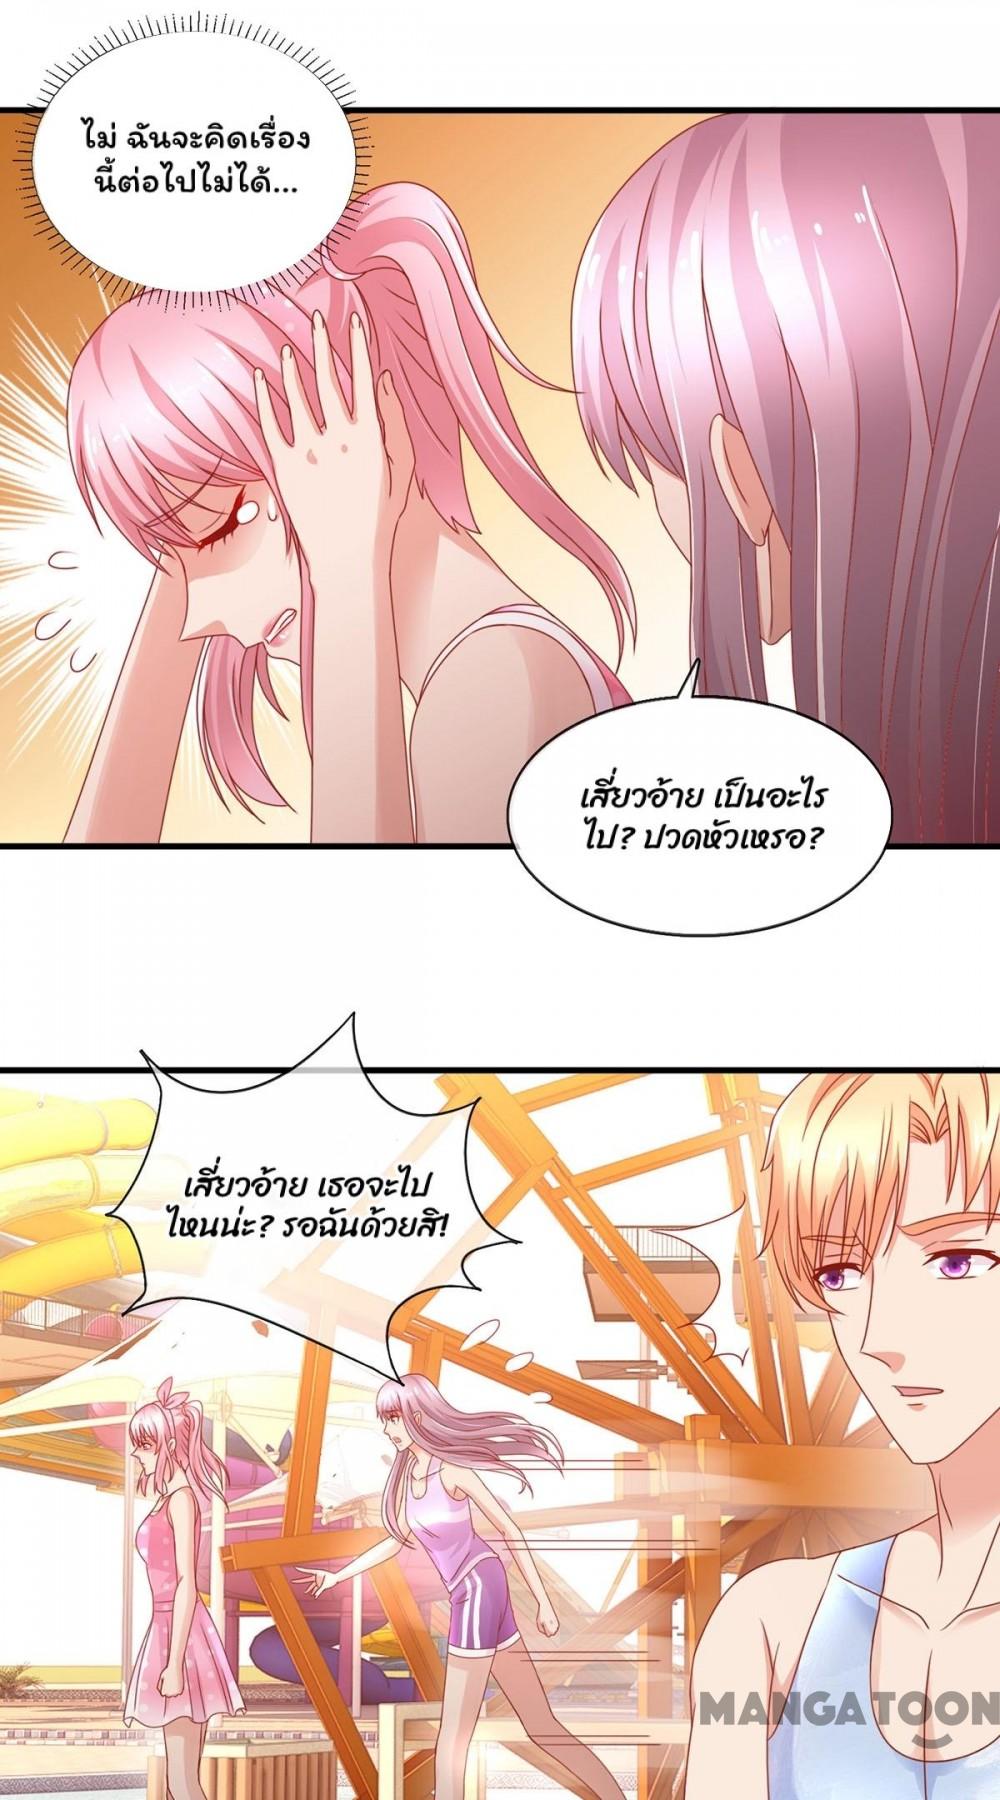 ไม่ ฉันจะคิดเรื่อง
นี้ต่อไปไม่ได้...
เสี่ยวอ้าย เป็นอะไร
ไป? ปวดหัวเหรอ?
เสี่ยวอ้าย เธอจะไป
ไหนน่ะ? รอฉันด้วยสิ!
MANGATOON